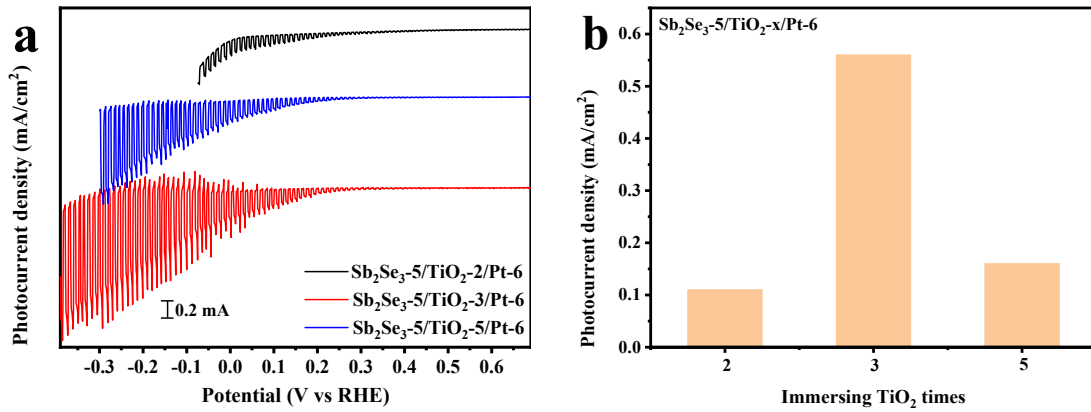 a
Photocurrent density (mA/cm²)
Sb₂Se₃-5/TiO₂-2/Pt-6
Sb₂Se₃-5/TiO₂-3/Pt-6
Sb₂Se₃-5/TiO₂-5/Pt-6
0.2 mA
-0.3 -0.2 -0.1 0.0 0.1 0.2 0.3 0.4 0.5 0.6
Potential (V vs RHE)
b
Sb₂Se₃-5/TiO₂-x/Pt-6
Photocurrent density (mA/cm²)
0.6
0.5
0.4
0.3
0.2
0.1
0.0
2 3 5
Immersing TiO₂ times